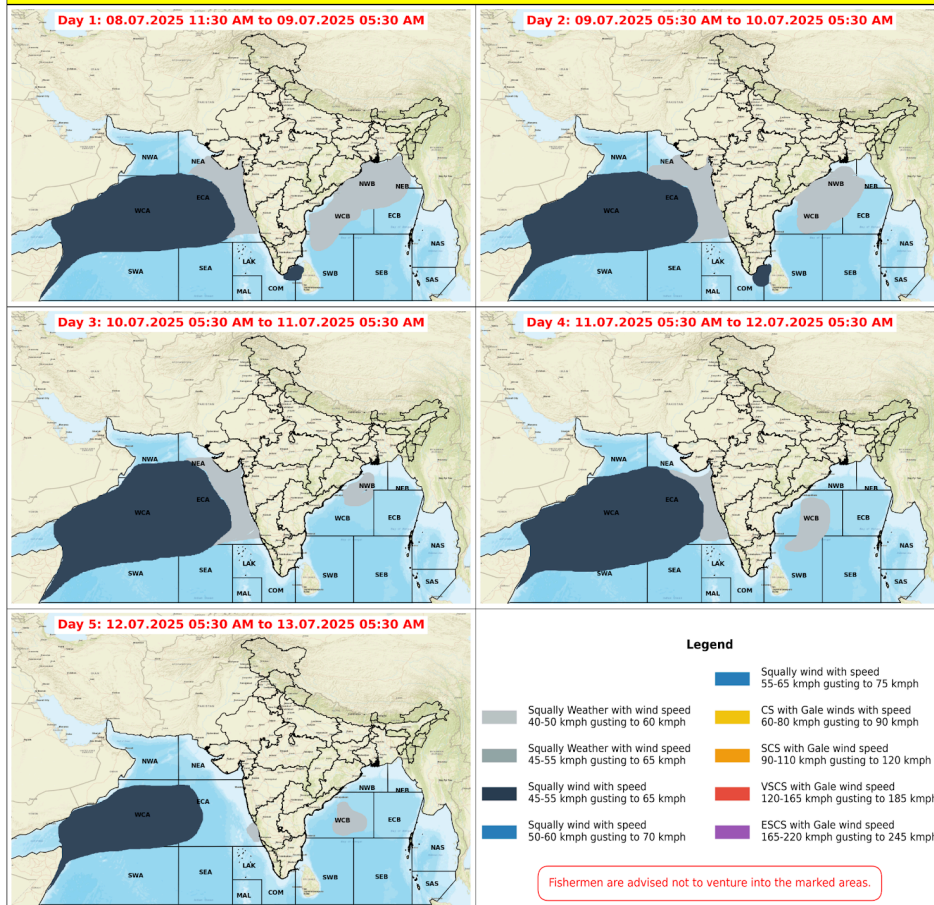 Day 1: 08.07.2025 11:30 AM to 09.07.2025 05:30 AM
NWA
NEA
WCA
ECA
NWB
NEB
WCB
ECB
SWA
SEA
LAK
MAL
COM
SWB
SEB
NAS
SAS
Day 2: 09.07.2025 05:30 AM to 10.07.2025 05:30 AM
NWA
NEA
WCA
ECA
NWB
NEB
WCB
ECB
SWA
SEA
LAK
MAL
COM
SWB
SEB
NAS
SAS
Day 3: 10.07.2025 05:30 AM to 11.07.2025 05:30 AM
NWA
NEA
WCA
ECA
NWB
NEB
WCB
ECB
SWA
SEA
LAK
MAL
COM
SWB
SEB
NAS
SAS
Day 4: 11.07.2025 05:30 AM to 12.07.2025 05:30 AM
NWA
NEA
WCA
ECA
NWB
NEB
WCB
ECB
SWA
SEA
LAK
MAL
COM
SWB
SEB
NAS
SAS
Day 5: 12.07.2025 05:30 AM to 13.07.2025 05:30 AM
NWA
NEA
WCA
ECA
NWB
NEB
WCB
ECB
SWA
SEA
LAK
MAL
COM
SWB
SEB
NAS
SAS
Legend
Squally Weather with wind speed
40-50 kmph gusting to 60 kmph
Squally Weather with wind speed
45-55 kmph gusting to 65 kmph
Squally wind with speed
45-55 kmph gusting to 65 kmph
Squally wind with speed
50-60 kmph gusting to 70 kmph
Squally wind with speed
55-65 kmph gusting to 75 kmph
CS with Gale winds with speed
60-80 kmph gusting to 90 kmph
SCS with Gale wind speed
90-110 kmph gusting to 120 kmph
VSCS with Gale wind speed
120-165 kmph gusting to 185 kmph
ESCS with Gale wind speed
165-220 kmph gusting to 245 kmph
Fishermen are advised not to venture into the marked areas.